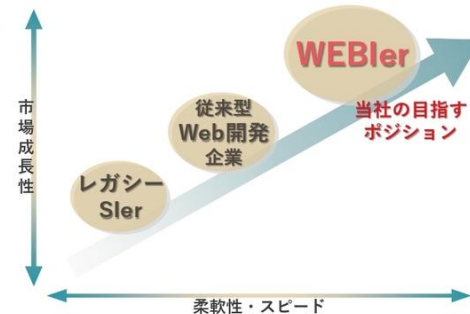 WEBIer
当社の目指す
ポジション
従来型
Web開発
企業
レガシー
SIer
市場成長性
柔軟性・スピード